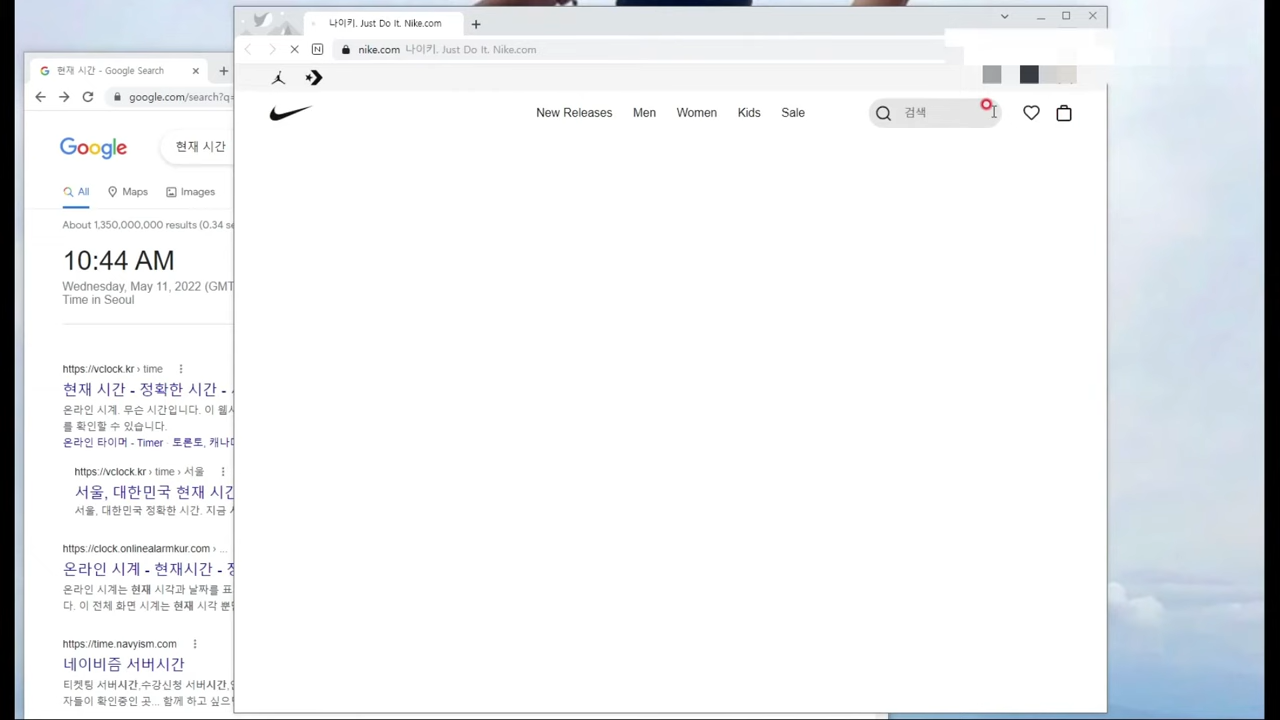 현재 시간 - Google Search
google.com/search?q=
Google
현재 시간
All Maps Images
About 1,350,000,000 results (0.34 se
10:44 AM
Wednesday, May 11, 2022 (GMT
Time in Seoul
https://vclock.kr › time
현재 시간 - 정확한 시간 -
온라인 시계. 무슨 시간입니다. 이 웹
를 확인할 수 있습니다.
온라인 타이머 - Timer · 토론토, 캐나
https://vclock.kr › time › 서울
서울, 대한민국 현재 시간
서울, 대한민국 정확한 시간. 지금
https://clock.onlinealarmkur.com › ...
온라인 시계 - 현재시간 -
온라인 시계는 현재 시각과 날짜를 표
다. 이 전체 화면 시계는 현재 시각 뿐
https://time.navyism.com
네이비즘 서버시간
티켓팅 서버시간,수강신청 서버시간,
자들이 확인중인 곳... 함께 하고 싶으
나이키. Just Do It. Nike.com
nike.com 나이키. Just Do It. Nike.com
New Releases Men Women Kids Sale
검색